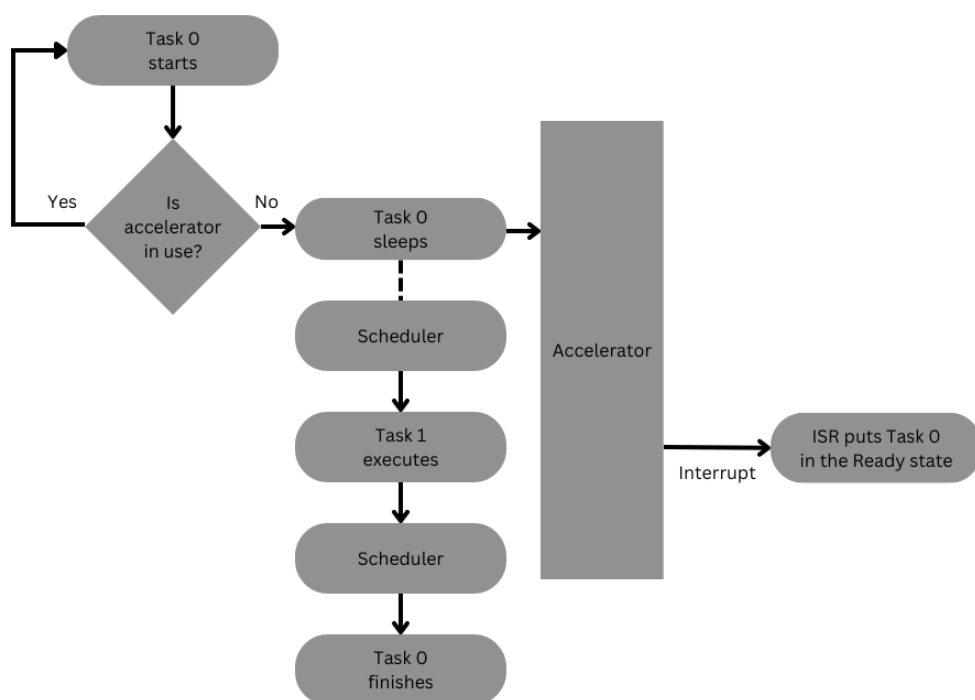 Task 0
starts
Yes
Is
accelerator
in use?
No
Task 0
sleeps
Scheduler
Task 1
executes
Scheduler
Task 0
finishes
Accelerator
Interrupt
ISR puts Task 0
in the Ready state